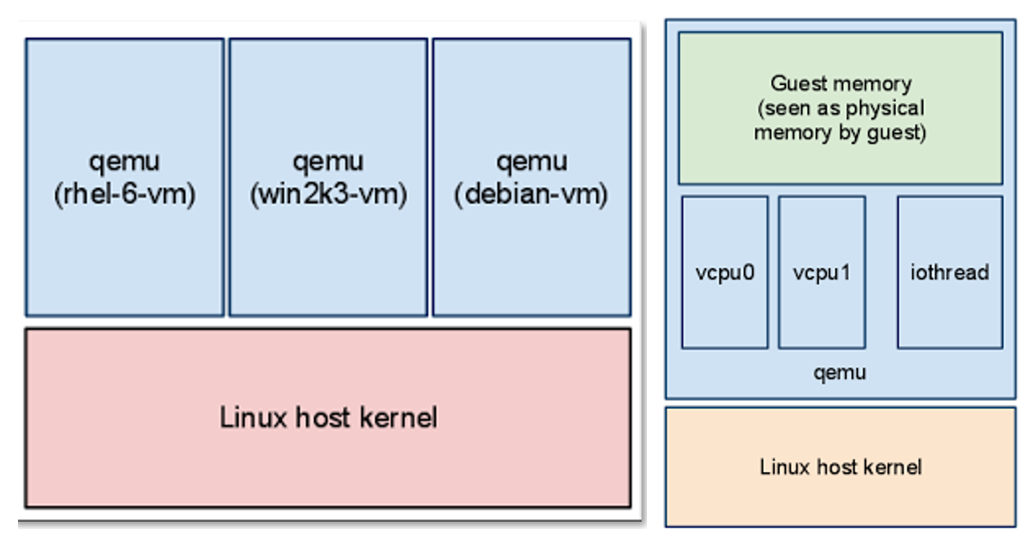 qemu
(rhel-6-vm)
qemu
(win2k3-vm)
qemu
(debian-vm)
Linux host kernel
Guest memory
(seen as physical
memory by guest)
vcpu0
vcpu1
iothread
qemu
Linux host kernel